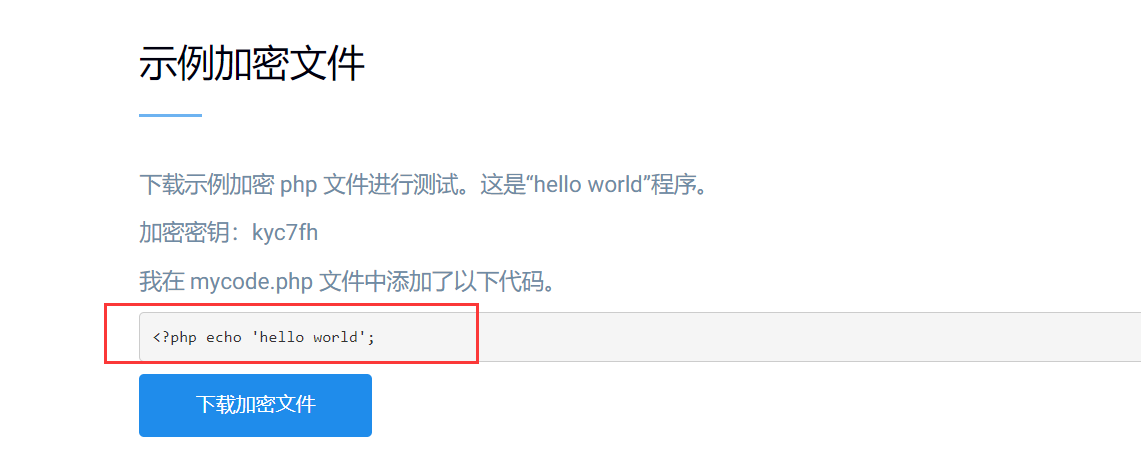 示例加密文件
下载示例加密 php 文件进行测试。这是“hello world”程序。
加密密钥：kyc7fh
我在 mycode.php 文件中添加了以下代码。
<?php echo 'hello world';
下载加密文件